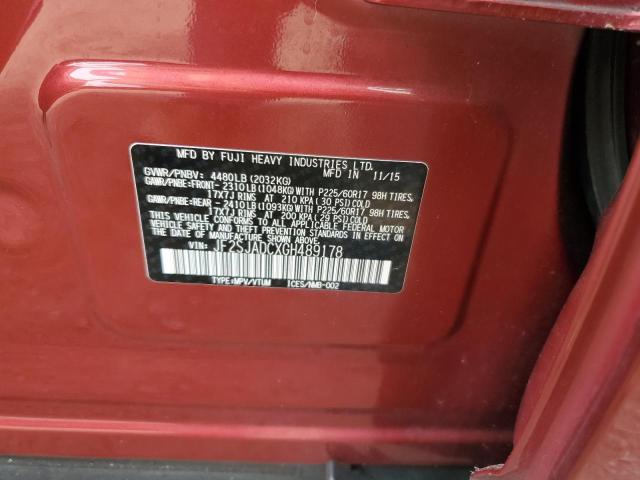 MFD BY FUJI HEAVY INDUSTRIES LTD.
MFD IN 11/15
GVWR/PNBV: 4480LB(2032KG)
GAWR/PNBE:FRONT- 2310LB(1048KG)WITH P225/60R17 98H TIRES,
17X7J RIMS AT 210 KPA(30 PSI)COLD
GAWR/PNBE:REAR - 2410LB(1093KG)WITH P225/60R17 98H TIRES,
17X7J RIMS AT 200 KPA(29 PSI)COLD
THIS VEHICLE CONFORMS TO ALL APPLICABLE FEDERAL MOTOR
VEHICLE SAFETY, BUMPER AND THEFT PREVENTION STANDARDS
IN EFFECT ON THE DATE OF MANUFACTURE SHOWN ABOVE.
VIN: JF2SJADCXGH489178
TYPE:MPV/VTUM ICES/NMB-002